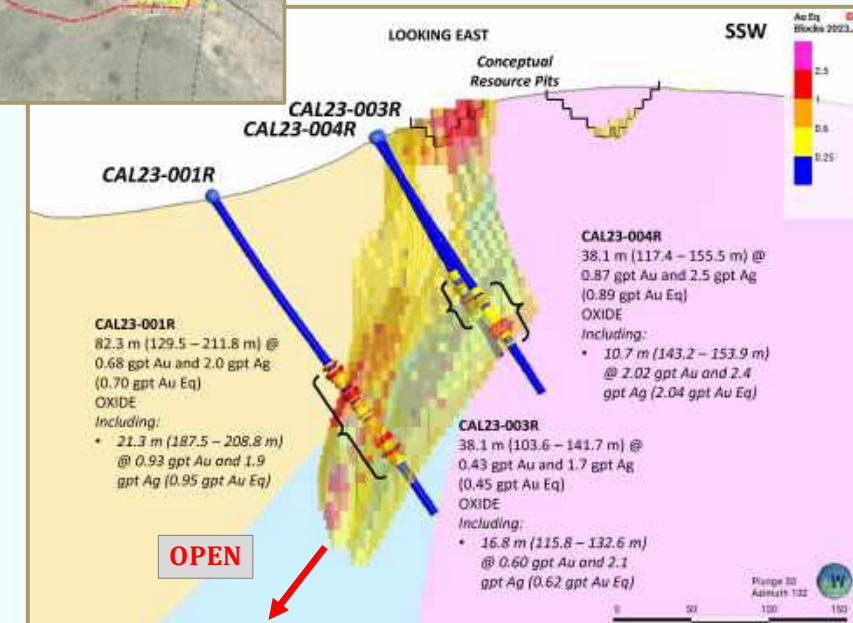 LOOKING EAST
SSW
Au Eq
Blocks 2023
2.5
1
0.6
0.25
Conceptual
Resource Pits
CAL23-003R
CAL23-004R
CAL23-001R
CAL23-004R
38.1 m (117.4 – 155.5 m) @
0.87 gpt Au and 2.5 gpt Ag
(0.89 gpt Au Eq)
OXIDE
Including:
• 10.7 m (143.2 – 153.9 m)
@ 2.02 gpt Au and 2.4
gpt Ag (2.04 gpt Au Eq)
CAL23-001R
82.3 m (129.5 – 211.8 m) @
0.68 gpt Au and 2.0 gpt Ag
(0.70 gpt Au Eq)
OXIDE
Including:
• 21.3 m (187.5 – 208.8 m)
@ 0.93 gpt Au and 1.9
gpt Ag (0.95 gpt Au Eq)
CAL23-003R
38.1 m (103.6 – 141.7 m) @
0.43 gpt Au and 1.7 gpt Ag
(0.45 gpt Au Eq)
OXIDE
Including:
• 16.8 m (115.8 – 132.6 m)
@ 0.60 gpt Au and 2.1
gpt Ag (0.62 gpt Au Eq)
OPEN
Plunge 00
Azimuth 132
W
0 50 100 150